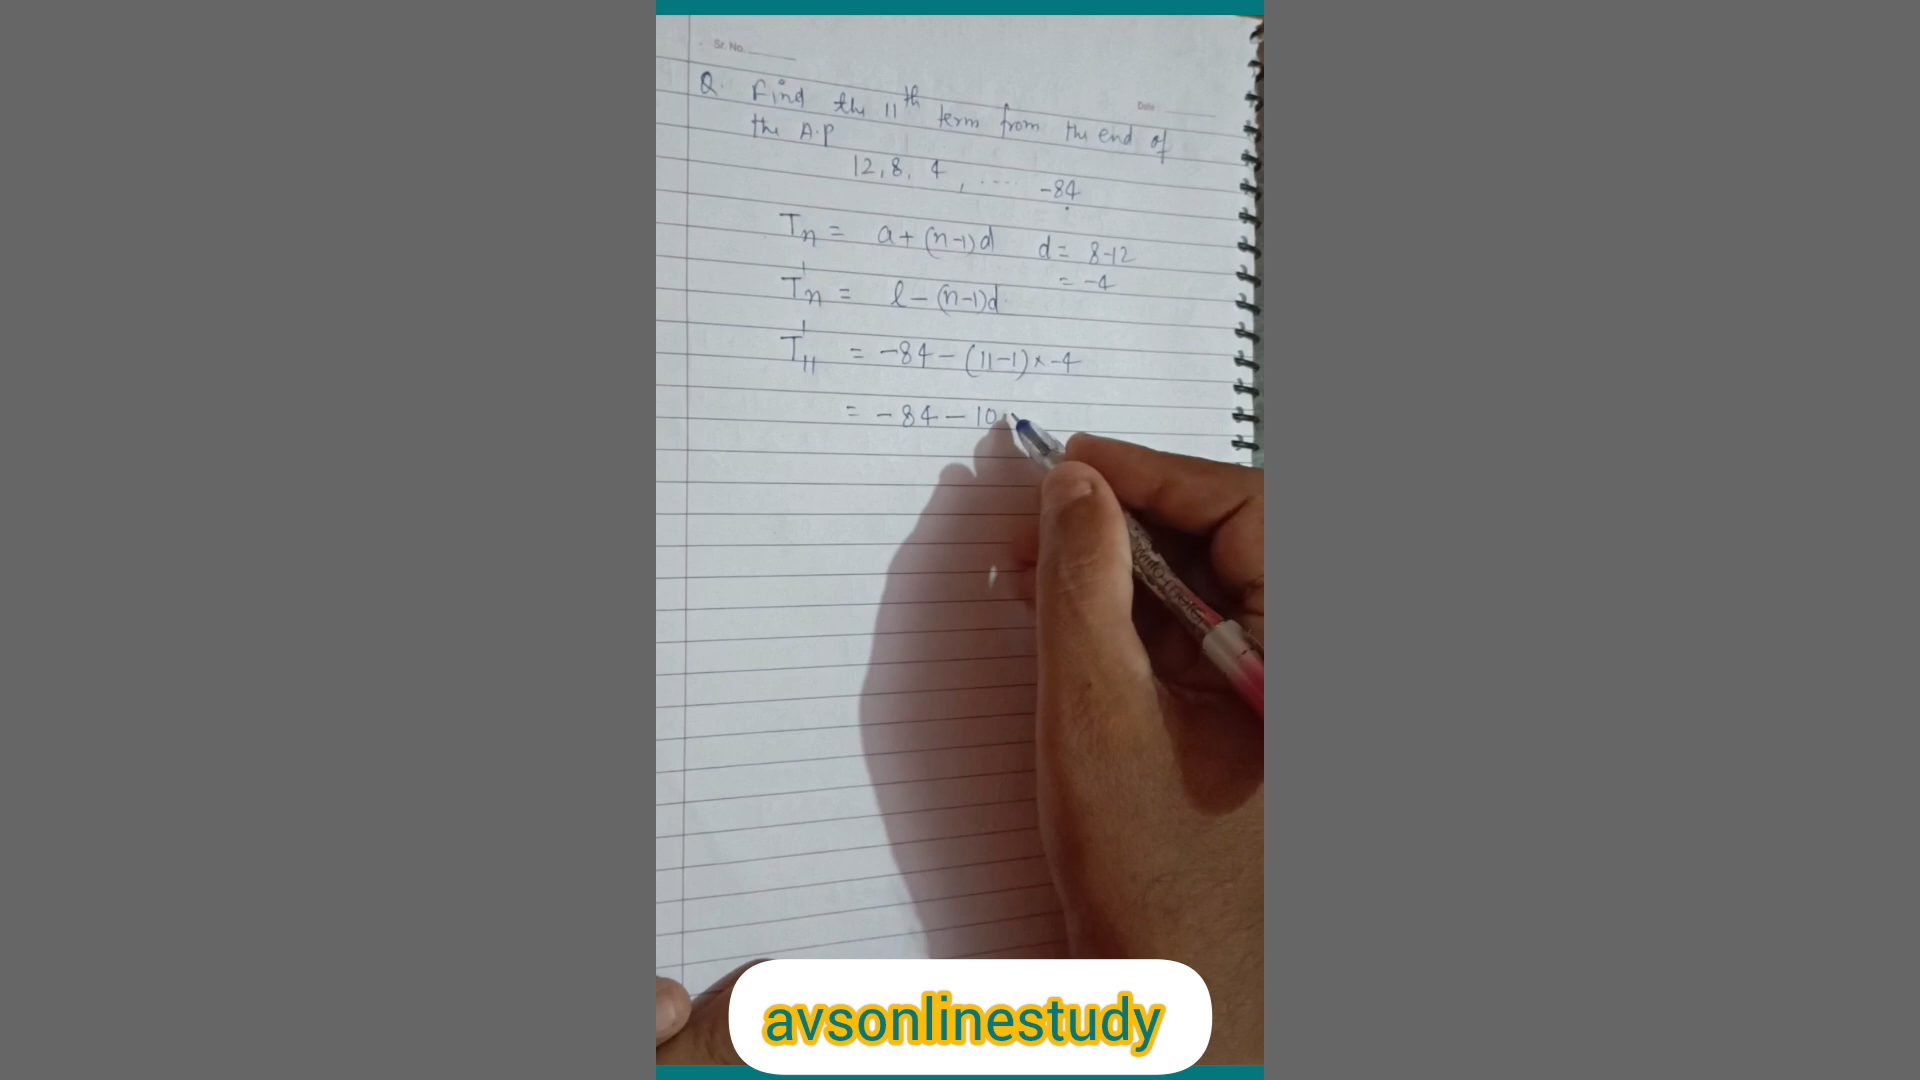 Sr. No.
Date
Q. Find the 11th term from the end of
the A.P
12, 8, 4, .... -84
Tn = a + (n-1)d d = 8-12
= -4
T'n = l - (n-1)d
T'11 = -84 - (11-1) × -4
= -84 - 10
avsonlinestudy